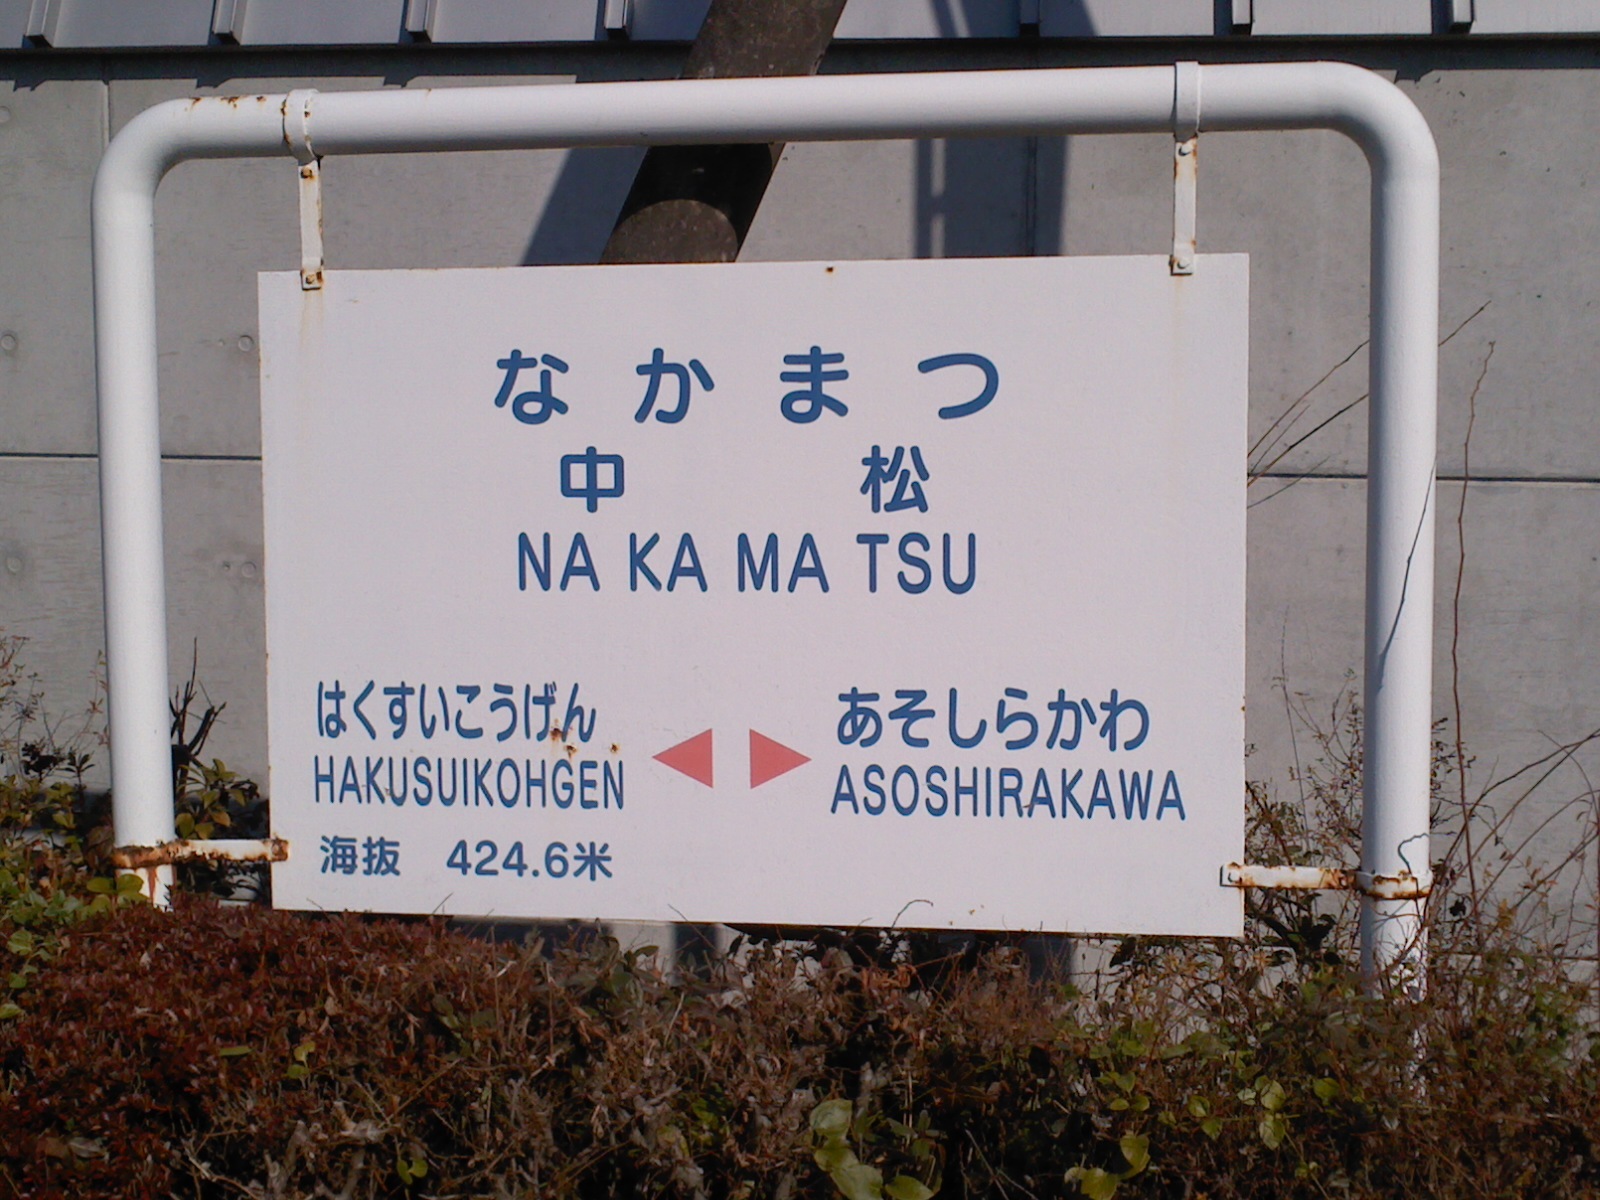 なかまつ
中 松
NA KA MA TSU
はくすいこうげん
HAKUSUIKOHGEN
あそしらかわ
ASOSHIRAKAWA
海抜 424.6米